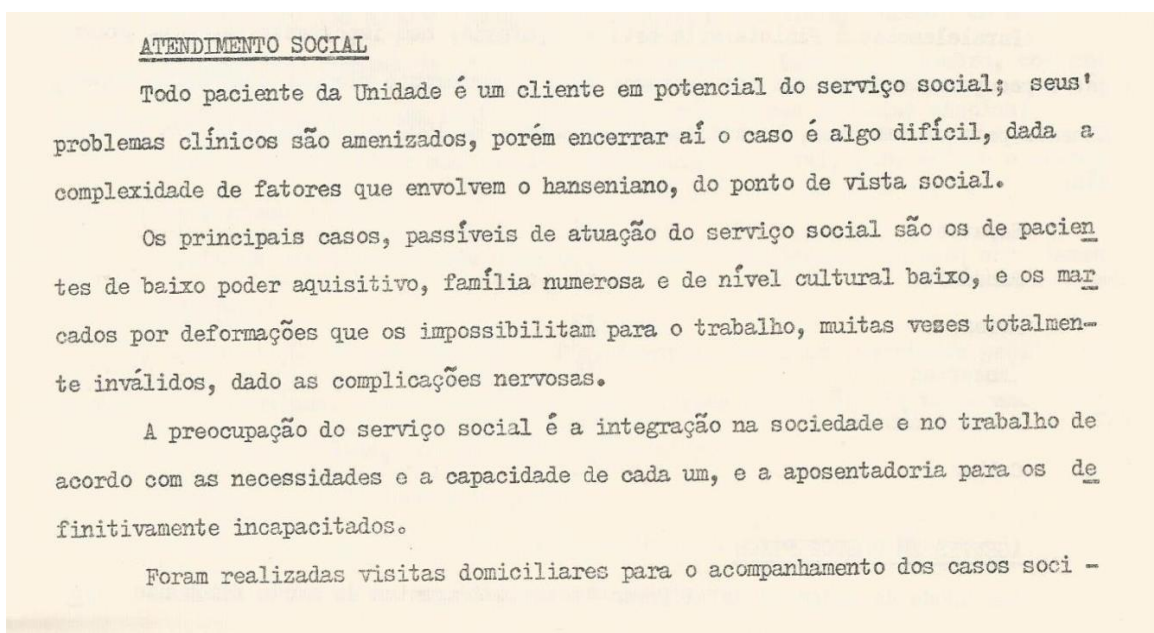 ATENDIMENTO SOCIAL
Todo paciente da Unidade é um cliente em potencial do serviço social; seus'
problemas clínicos são amenizados, porém encerrar aí o caso é algo difícil, dada a
complexidade de fatores que envolvem o hanseniano, do ponto de vista social.
Os principais casos, passíveis de atuação do serviço social são os de pacien
tes de baixo poder aquisitivo, família numerosa e de nível cultural baixo, e os mar
cados por deformações que os impossibilitam para o trabalho, muitas vezes totalmen-
te inválidos, dado as complicações nervosas.
A preocupação do serviço social é a integração na sociedade e no trabalho de
acordo com as necessidades e a capacidade de cada um, e a aposentadoria para os de
finitivamente incapacitados.
Foram realizadas visitas domiciliares para o acompanhamento dos casos soci -